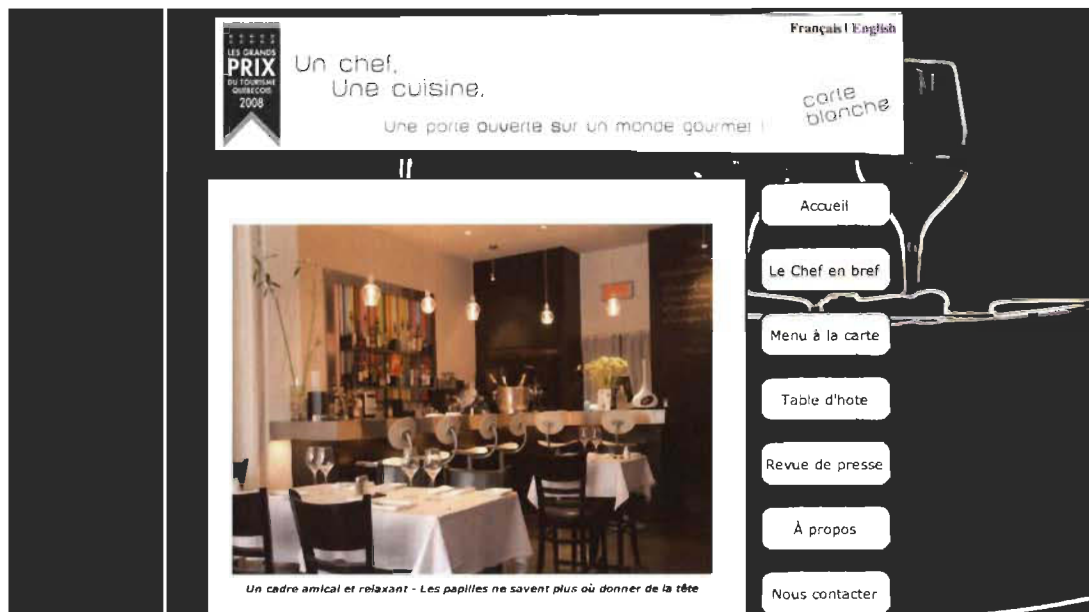 Français | English
LES GRANDS
PRIX
DU TOURISME
QUÉBÉCOIS
2008
Un chef.
Une cuisine.
Une porte ouverte sur un monde gourmet !
carte
blanche
Accueil
Le Chef en bref
Menu à la carte
Table d'hote
Revue de presse
À propos
Nous contacter
Un cadre amical et relaxant - Les papilles ne savent plus où donner de la tête